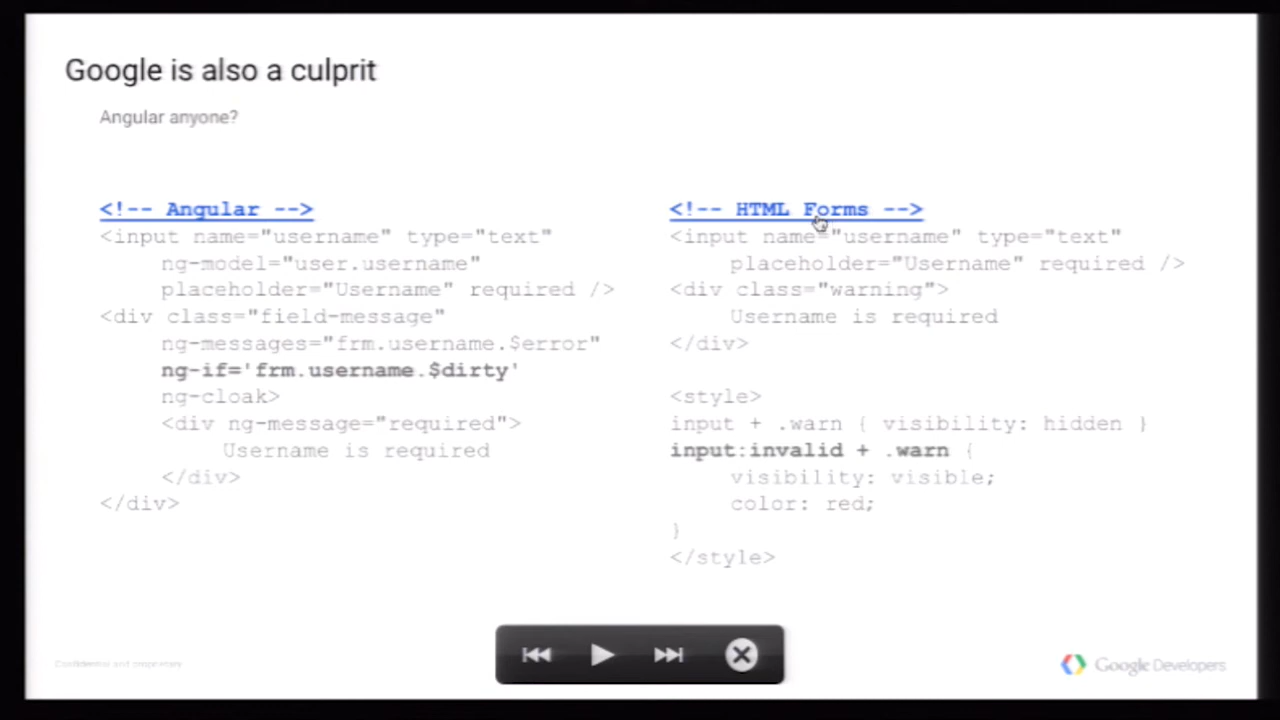 Google is also a culprit
Angular anyone?
<!-- Angular -->
<input name="username" type="text"
ng-model="user.username"
placeholder="Username" required />
<div class="field-message"
ng-messages="frm.username.$error"
ng-if='frm.username.$dirty'
ng-cloak>
<div ng-message="required">
Username is required
</div>
</div>
<!-- HTML Forms -->
<input name="username" type="text"
placeholder="Username" required />
<div class="warning">
Username is required
</div>
<style>
input + .warn { visibility: hidden }
input:invalid + .warn {
visibility: visible;
color: red;
}
</style>
Confidential and proprietary
Google Developers